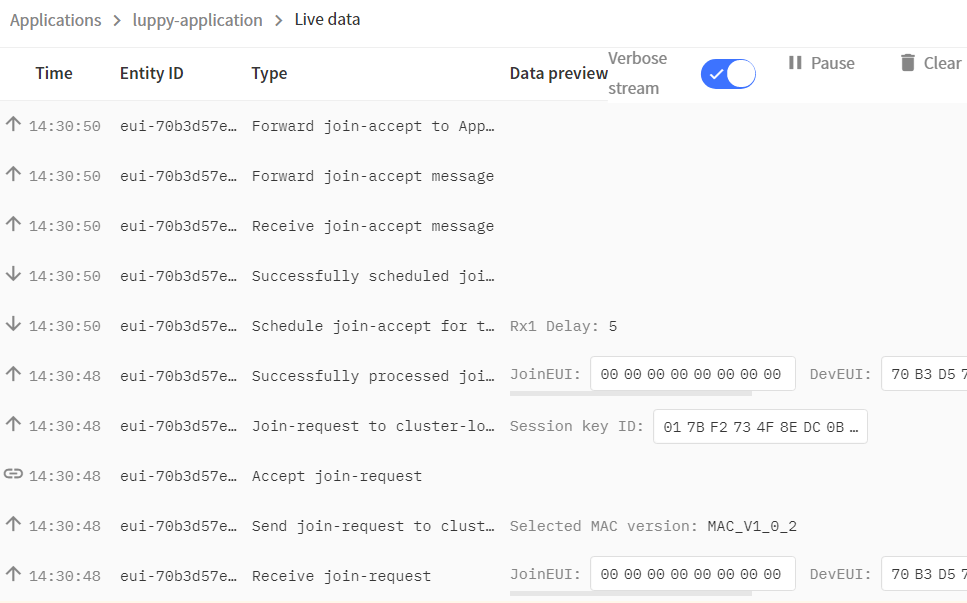 Applications > luppy-application > Live data
Time Entity ID Type Data preview Verbose stream Pause Clear
14:30:50 eui-70b3d57e… Forward join-accept to App…
14:30:50 eui-70b3d57e… Forward join-accept message
14:30:50 eui-70b3d57e… Receive join-accept message
14:30:50 eui-70b3d57e… Successfully scheduled joi…
14:30:50 eui-70b3d57e… Schedule join-accept for t… Rx1 Delay: 5
14:30:48 eui-70b3d57e… Successfully processed joi… JoinEUI: 00 00 00 00 00 00 00 00 DevEUI: 70 B3 D5 7
14:30:48 eui-70b3d57e… Join-request to cluster-lo… Session key ID: 01 7B F2 73 4F 8E DC 0B …
14:30:48 eui-70b3d57e… Accept join-request
14:30:48 eui-70b3d57e… Send join-request to clust… Selected MAC version: MAC_V1_0_2
14:30:48 eui-70b3d57e… Receive join-request JoinEUI: 00 00 00 00 00 00 00 00 DevEUI: 70 B3 D5 7